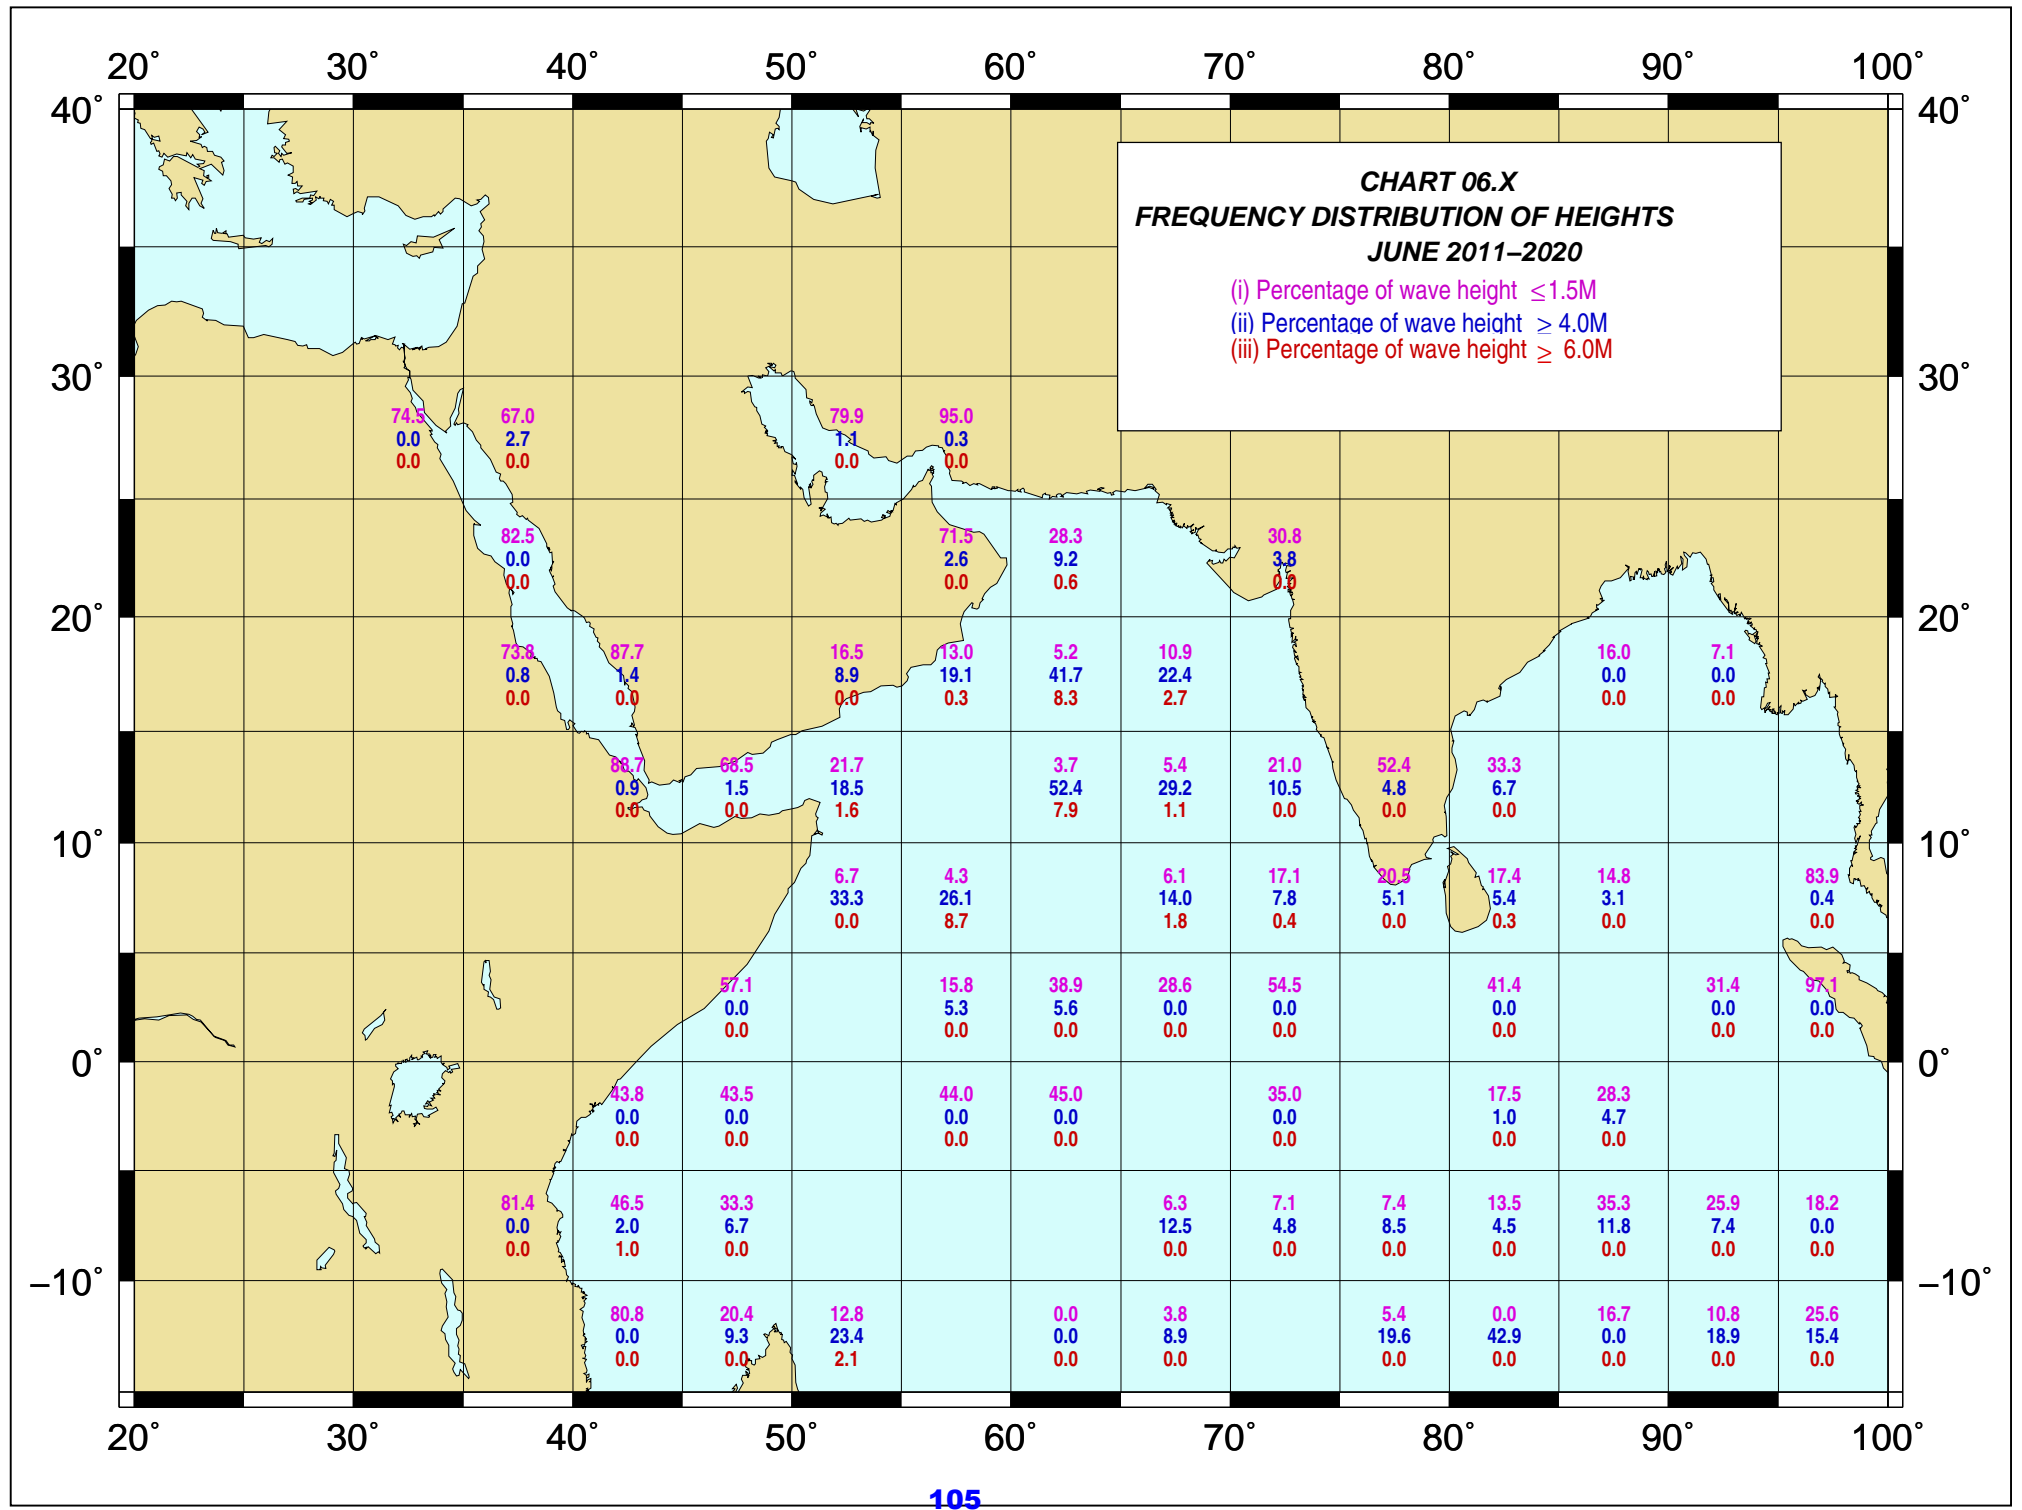 20° 30° 40° 50° 60° 70° 80° 90° 100°
40° 40°
CHART 06.X
FREQUENCY DISTRIBUTION OF HEIGHTS
JUNE 2011–2020
(i) Percentage of wave height ≤1.5M
(ii) Percentage of wave height ≥ 4.0M
(iii) Percentage of wave height ≥ 6.0M
30° 30°
74.5 67.0 79.9 95.0
0.0 2.7 1.1 0.3
0.0 0.0 0.0 0.0
82.5 71.5 28.3 30.8
0.0 2.6 9.2 3.8
0.0 0.0 0.6 0.0
20° 20°
73.8 87.7 16.5 13.0 5.2 10.9 16.0 7.1
0.8 1.4 8.9 19.1 41.7 22.4 0.0 0.0
0.0 0.0 0.0 0.3 8.3 2.7 0.0 0.0
88.7 68.5 21.7 3.7 5.4 21.0 52.4 33.3
0.9 1.5 18.5 52.4 29.2 10.5 4.8 6.7
0.0 0.0 1.6 7.9 1.1 0.0 0.0 0.0
10° 10°
6.7 4.3 6.1 17.1 20.5 17.4 14.8 83.9
33.3 26.1 14.0 7.8 5.1 5.4 3.1 0.4
0.0 8.7 1.8 0.4 0.0 0.3 0.0 0.0
57.1 15.8 38.9 28.6 54.5 41.4 31.4 97.1
0.0 5.3 5.6 0.0 0.0 0.0 0.0 0.0
0.0 0.0 0.0 0.0 0.0 0.0 0.0 0.0
0° 0°
43.8 43.5 44.0 45.0 35.0 17.5 28.3
0.0 0.0 0.0 0.0 0.0 1.0 4.7
0.0 0.0 0.0 0.0 0.0 0.0 0.0
81.4 46.5 33.3 6.3 7.1 7.4 13.5 35.3 25.9 18.2
0.0 2.0 6.7 12.5 4.8 8.5 4.5 11.8 7.4 0.0
0.0 1.0 0.0 0.0 0.0 0.0 0.0 0.0 0.0 0.0
–10° –10°
80.8 20.4 12.8 0.0 3.8 5.4 0.0 16.7 10.8 25.6
0.0 9.3 23.4 0.0 8.9 19.6 42.9 0.0 18.9 15.4
0.0 0.0 2.1 0.0 0.0 0.0 0.0 0.0 0.0 0.0
20° 30° 40° 50° 60° 70° 80° 90° 100°
105